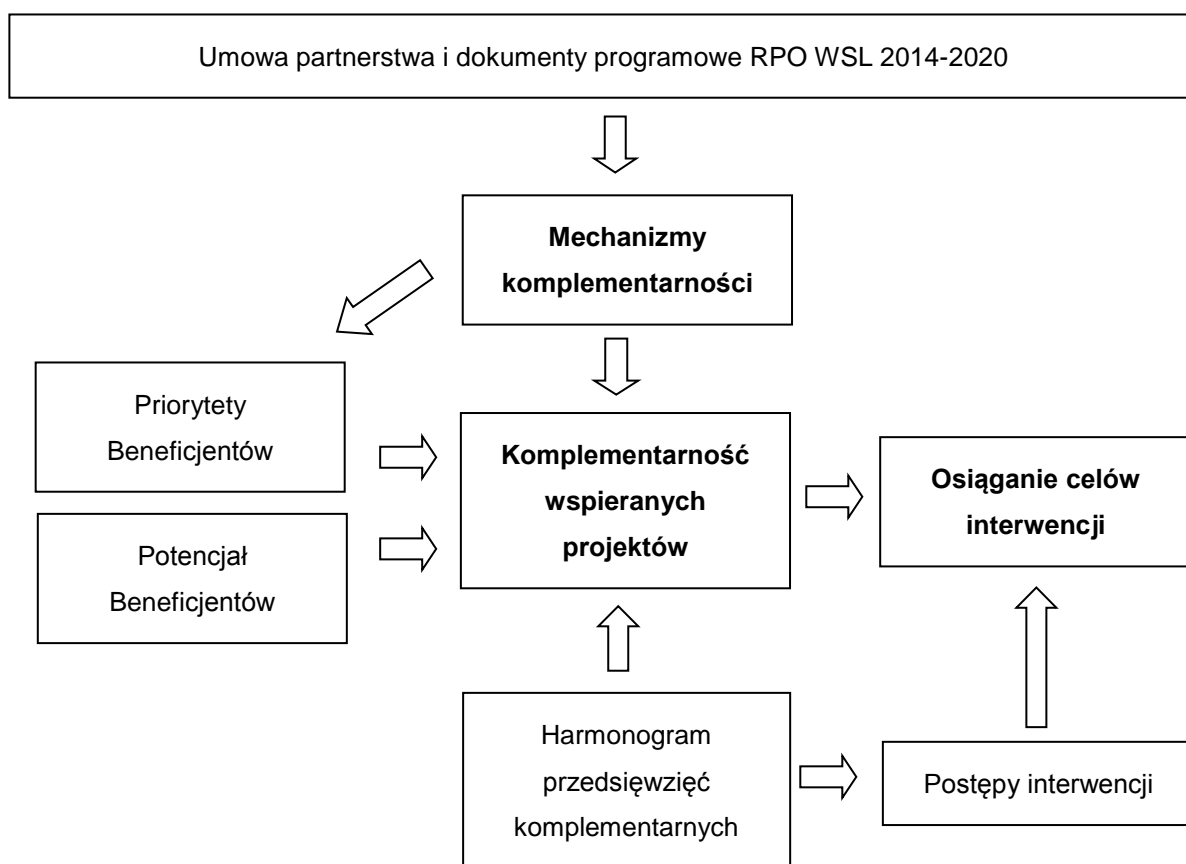 Umowa partnerstwa i dokumenty programowe RPO WSL 2014-2020
Mechanizmy
komplementarności
Priorytety
Beneficjentów
Komplementarność
wspieranych
projektów
Osiąganie celów
interwencji
Potencjał
Beneficjentów
Harmonogram
przedsięwzięć
komplementarnych
Postępy interwencji